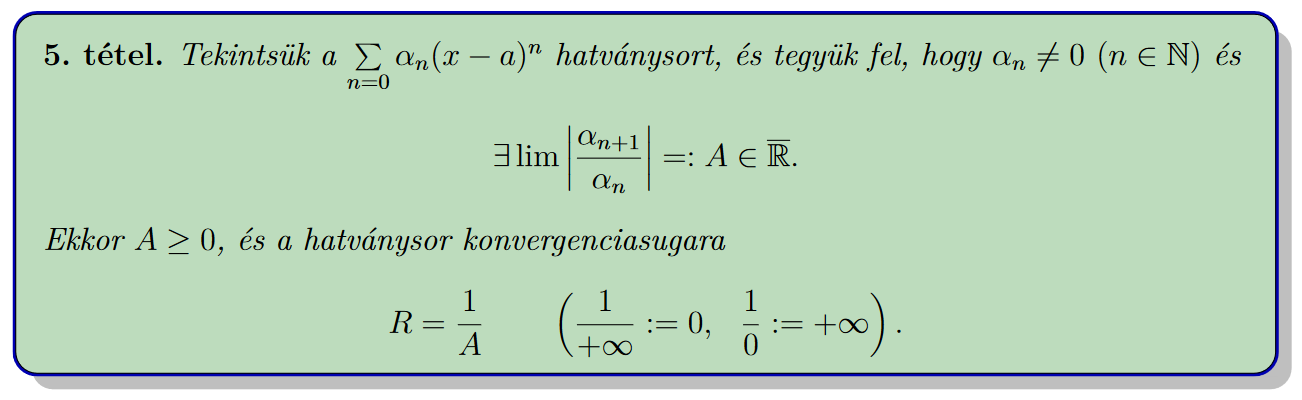 5. tétel. Tekintsük a ∑_{n=0} α_n(x − a)^n hatványsort, és tegyük fel, hogy α_n ≠ 0 (n ∈ ℕ) és
∃ lim |α_{n+1}/α_n| =: A ∈ ℝ̅.
Ekkor A ≥ 0, és a hatványsor konvergenciasugara
R = 1/A (1/+∞ := 0, 1/0 := +∞).